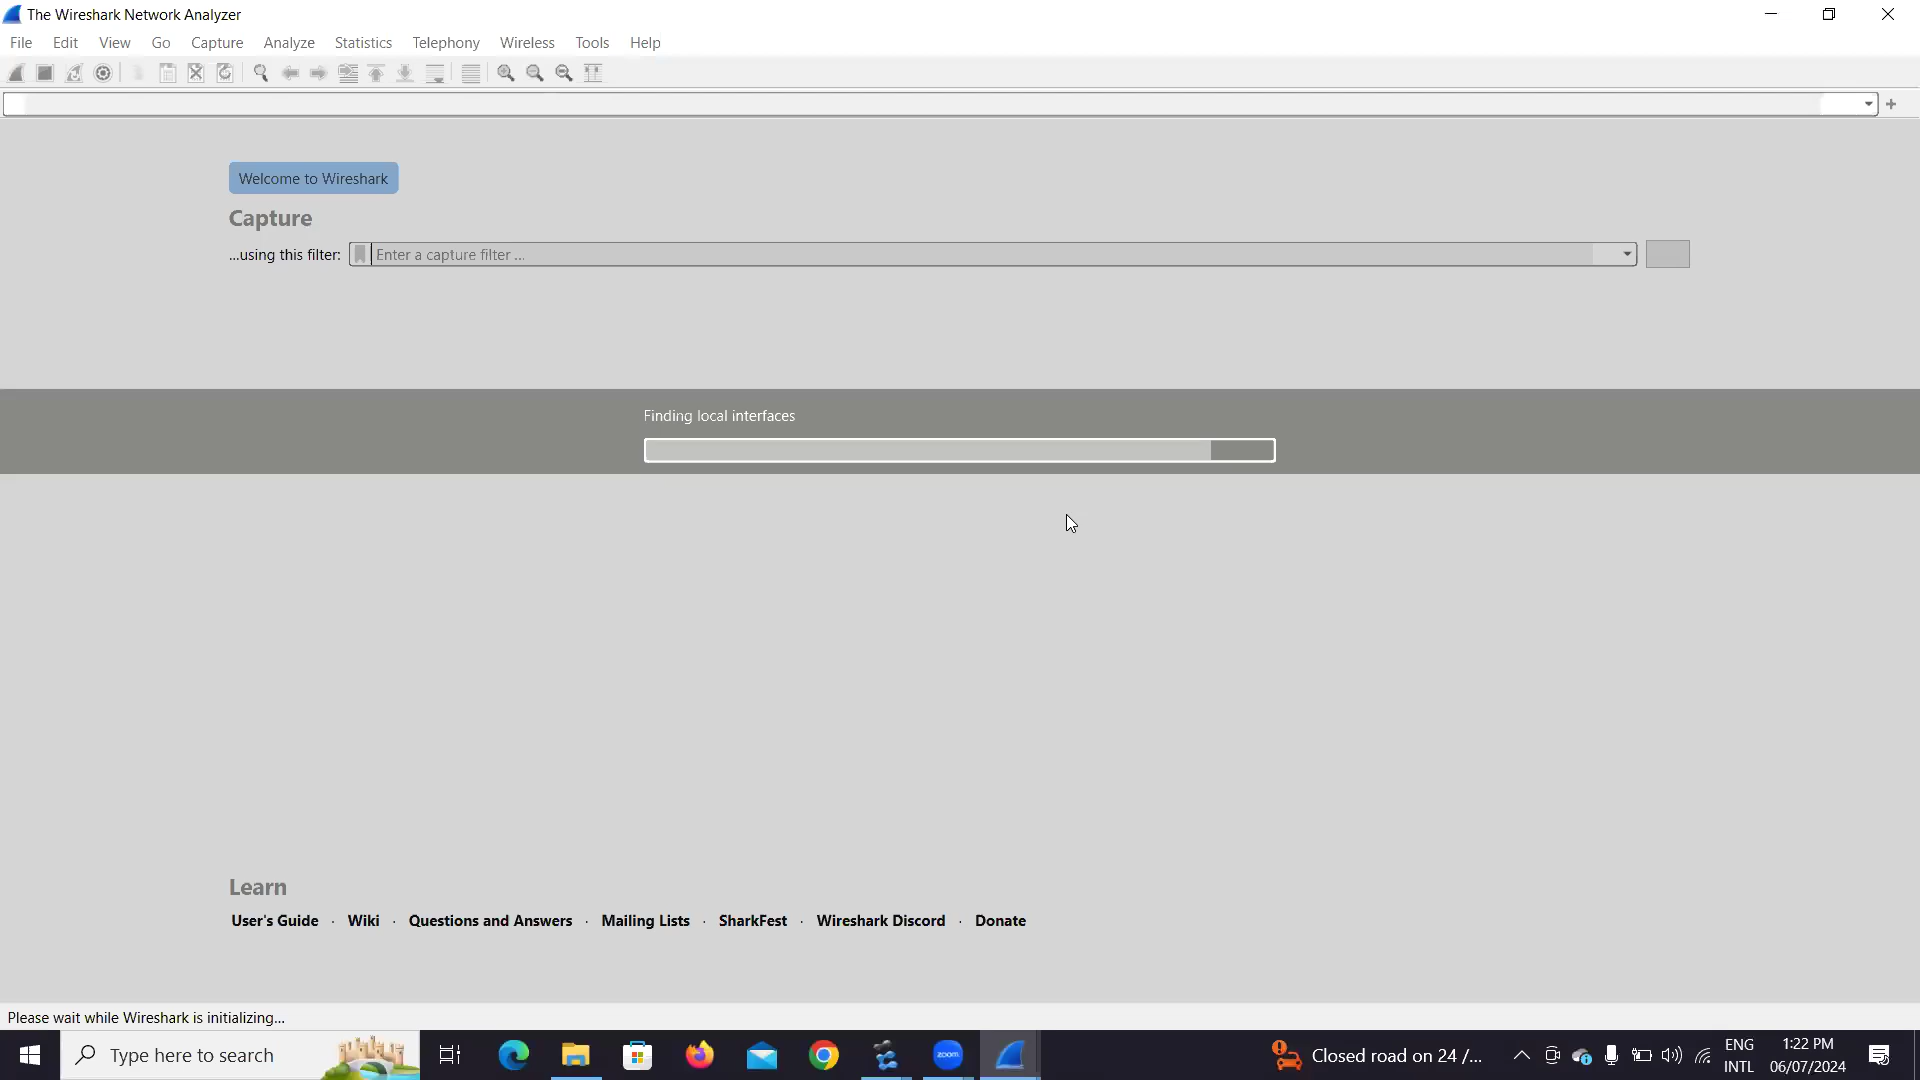 The Wireshark Network Analyzer
File Edit View Go Capture Analyze Statistics Telephony Wireless Tools Help
Welcome to Wireshark
Capture
...using this filter: Enter a capture filter ...
Finding local interfaces
Learn
User's Guide · Wiki · Questions and Answers · Mailing Lists · SharkFest · Wireshark Discord · Donate
Please wait while Wireshark is initializing...
Type here to search
zoom
Closed road on 24 /...
ENG
INTL
1:22 PM
06/07/2024